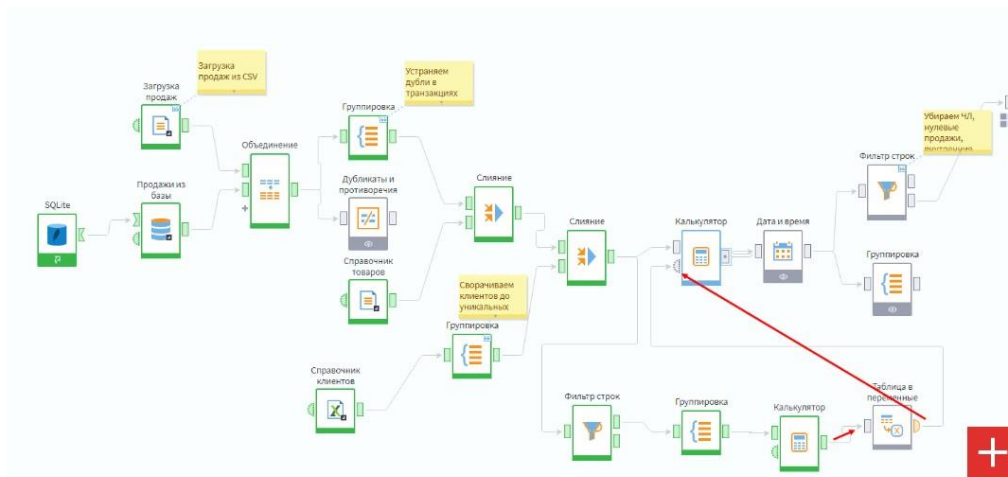 Загрузка
продаж из CSV
Загрузка
продаж
Устраняем
дубли в
транзакциях
Группировка
Убираем ЧЛ,
нулевые
продажи,
Фильтр строк
Объединение
Дубликаты и
противоречия
Слияние
SQLite
Продажи из
базы
Слияние
Калькулятор
Дата и время
Группировка
Справочник
товаров
Сворачиваем
клиентов до
уникальных
Группировка
Справочник
клиентов
Фильтр строк
Группировка
Калькулятор
Таблица в
переменные